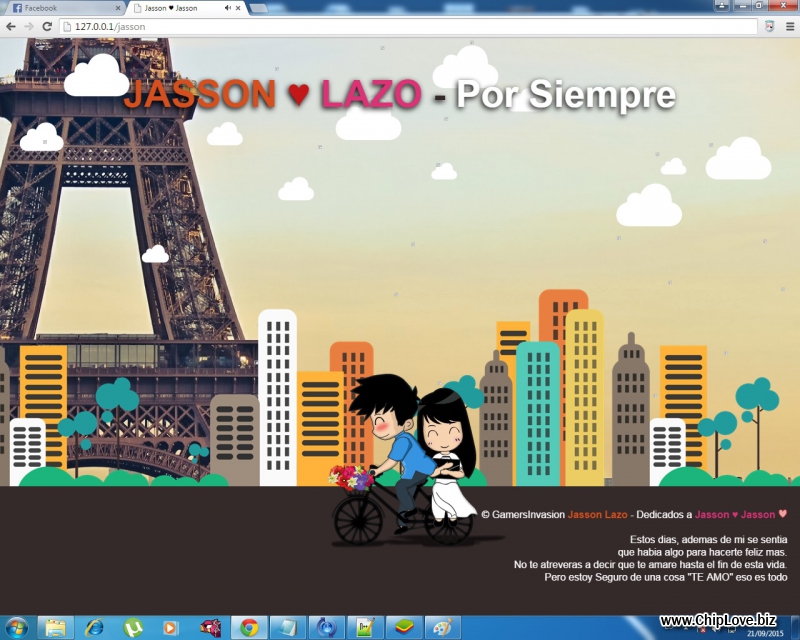 Facebook
Jasson ♥ Jasson
127.0.0.1/jasson
JASSON ♥ LAZO - Por Siempre
© GamersInvasion Jasson Lazo - Dedicados a Jasson ♥ Jasson
Estos dias, ademas de mi se sentia
que habia algo para hacerte feliz mas.
No te atreveras a decir que te amare hasta el fin de esta vida.
Pero estoy Seguro de una cosa "TE AMO" eso es todo
www.ChipLove.biz
21/09/2015